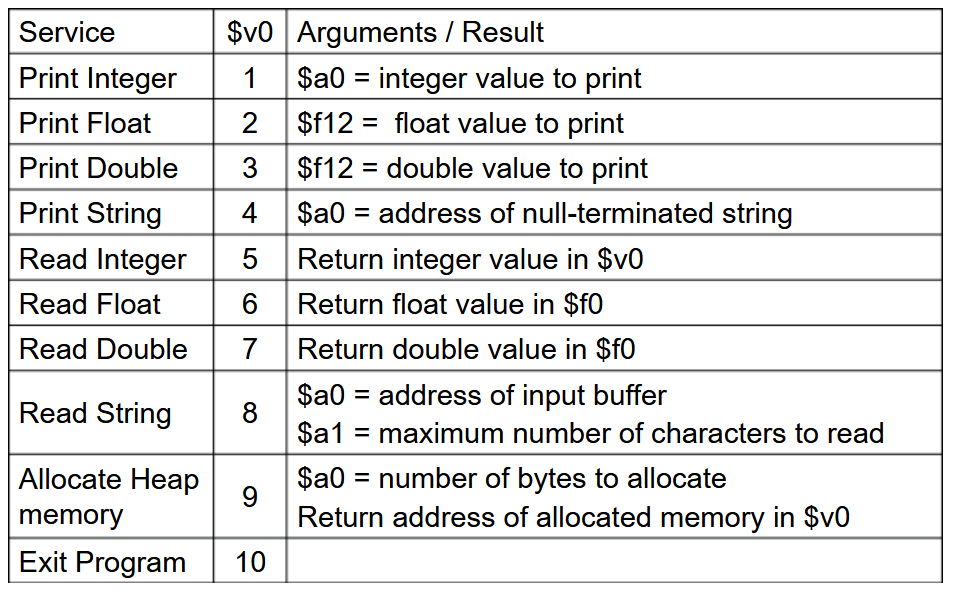 Service $v0 Arguments / Result
Print Integer 1 $a0 = integer value to print
Print Float 2 $f12 = float value to print
Print Double 3 $f12 = double value to print
Print String 4 $a0 = address of null-terminated string
Read Integer 5 Return integer value in $v0
Read Float 6 Return float value in $f0
Read Double 7 Return double value in $f0
Read String 8 $a0 = address of input buffer
$a1 = maximum number of characters to read
Allocate Heap memory 9 $a0 = number of bytes to allocate
Return address of allocated memory in $v0
Exit Program 10